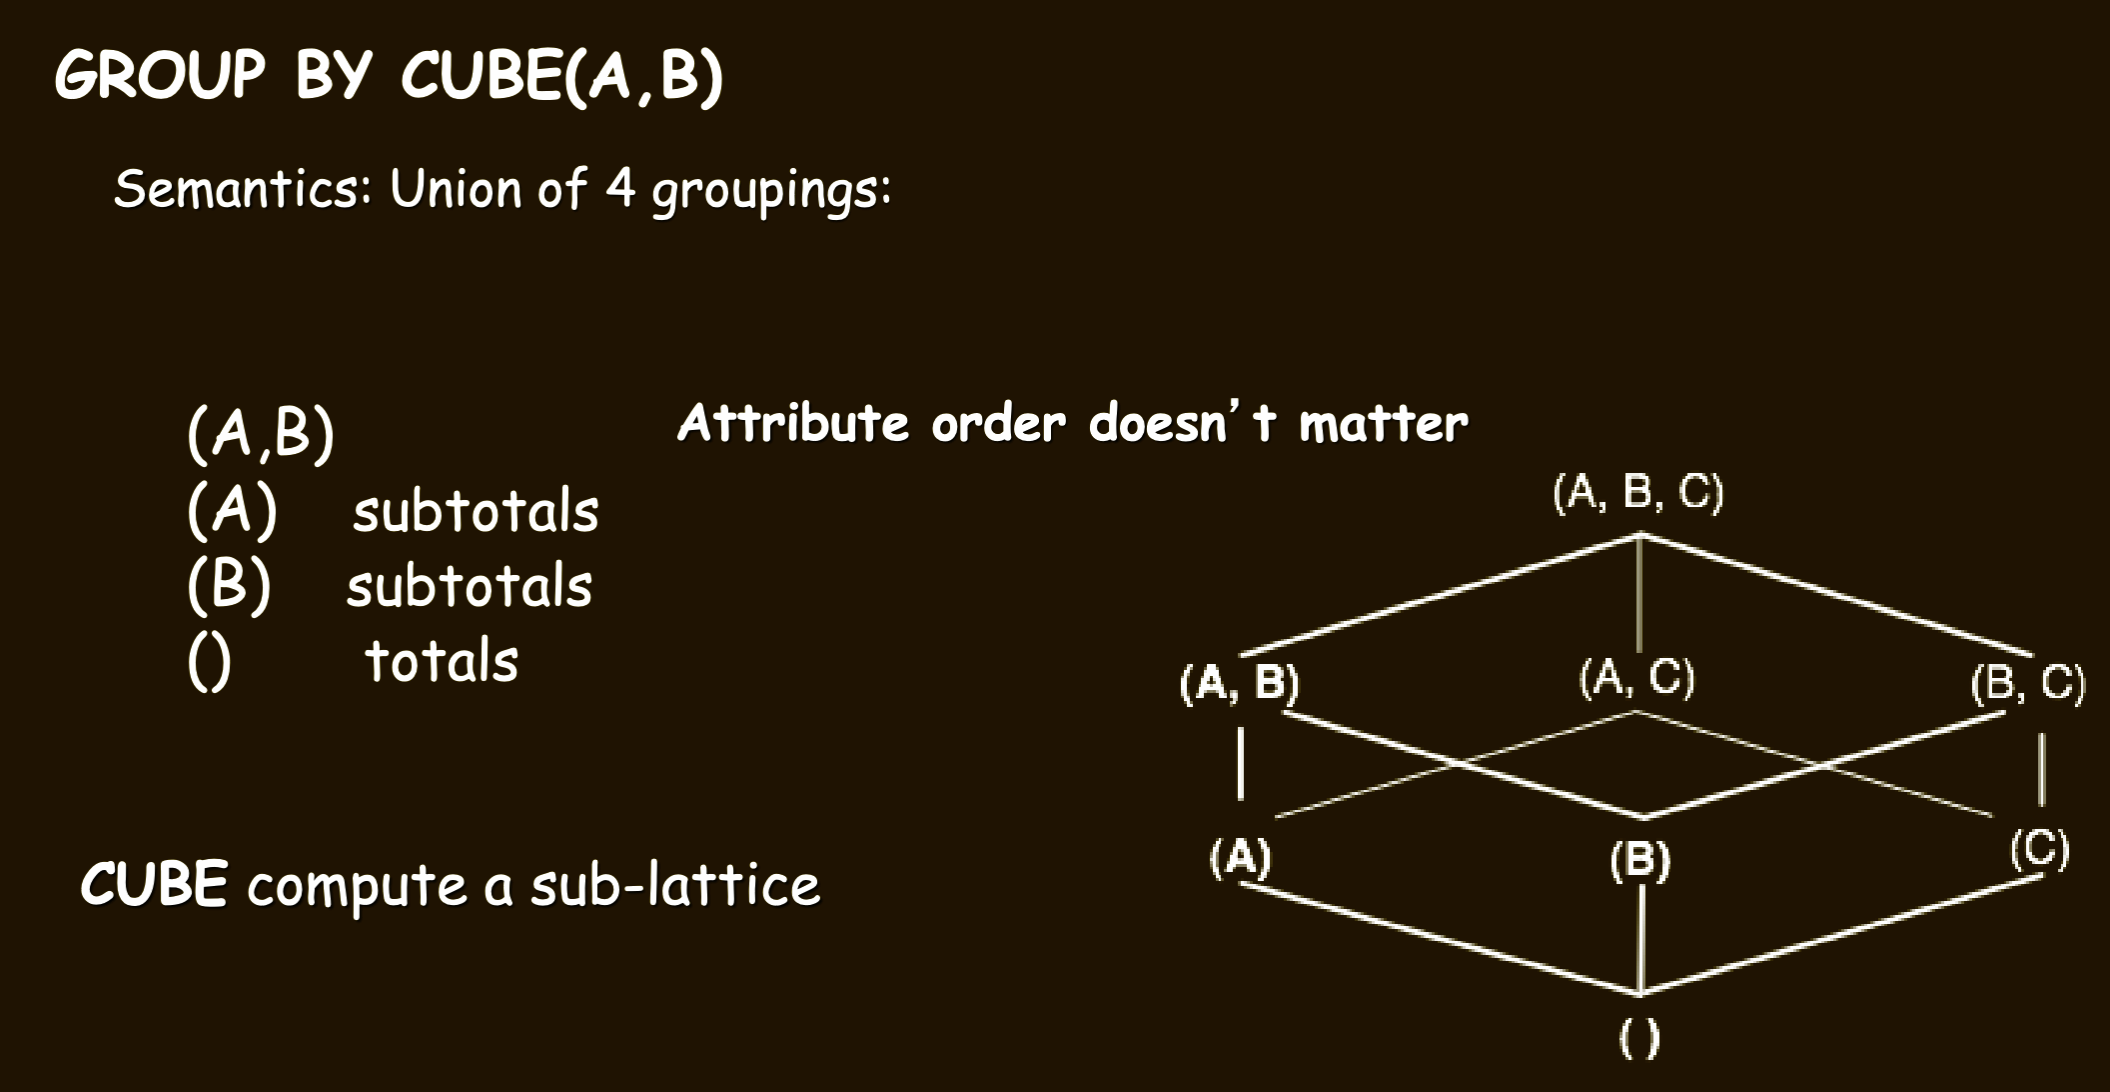 GROUP BY CUBE(A,B)
Semantics: Union of 4 groupings:
(A,B)
(A) subtotals
(B) subtotals
() totals
Attribute order doesn't matter
CUBE compute a sub-lattice
(A, B, C)
(A, B) (A, C) (B, C)
(A) (B) (C)
( )